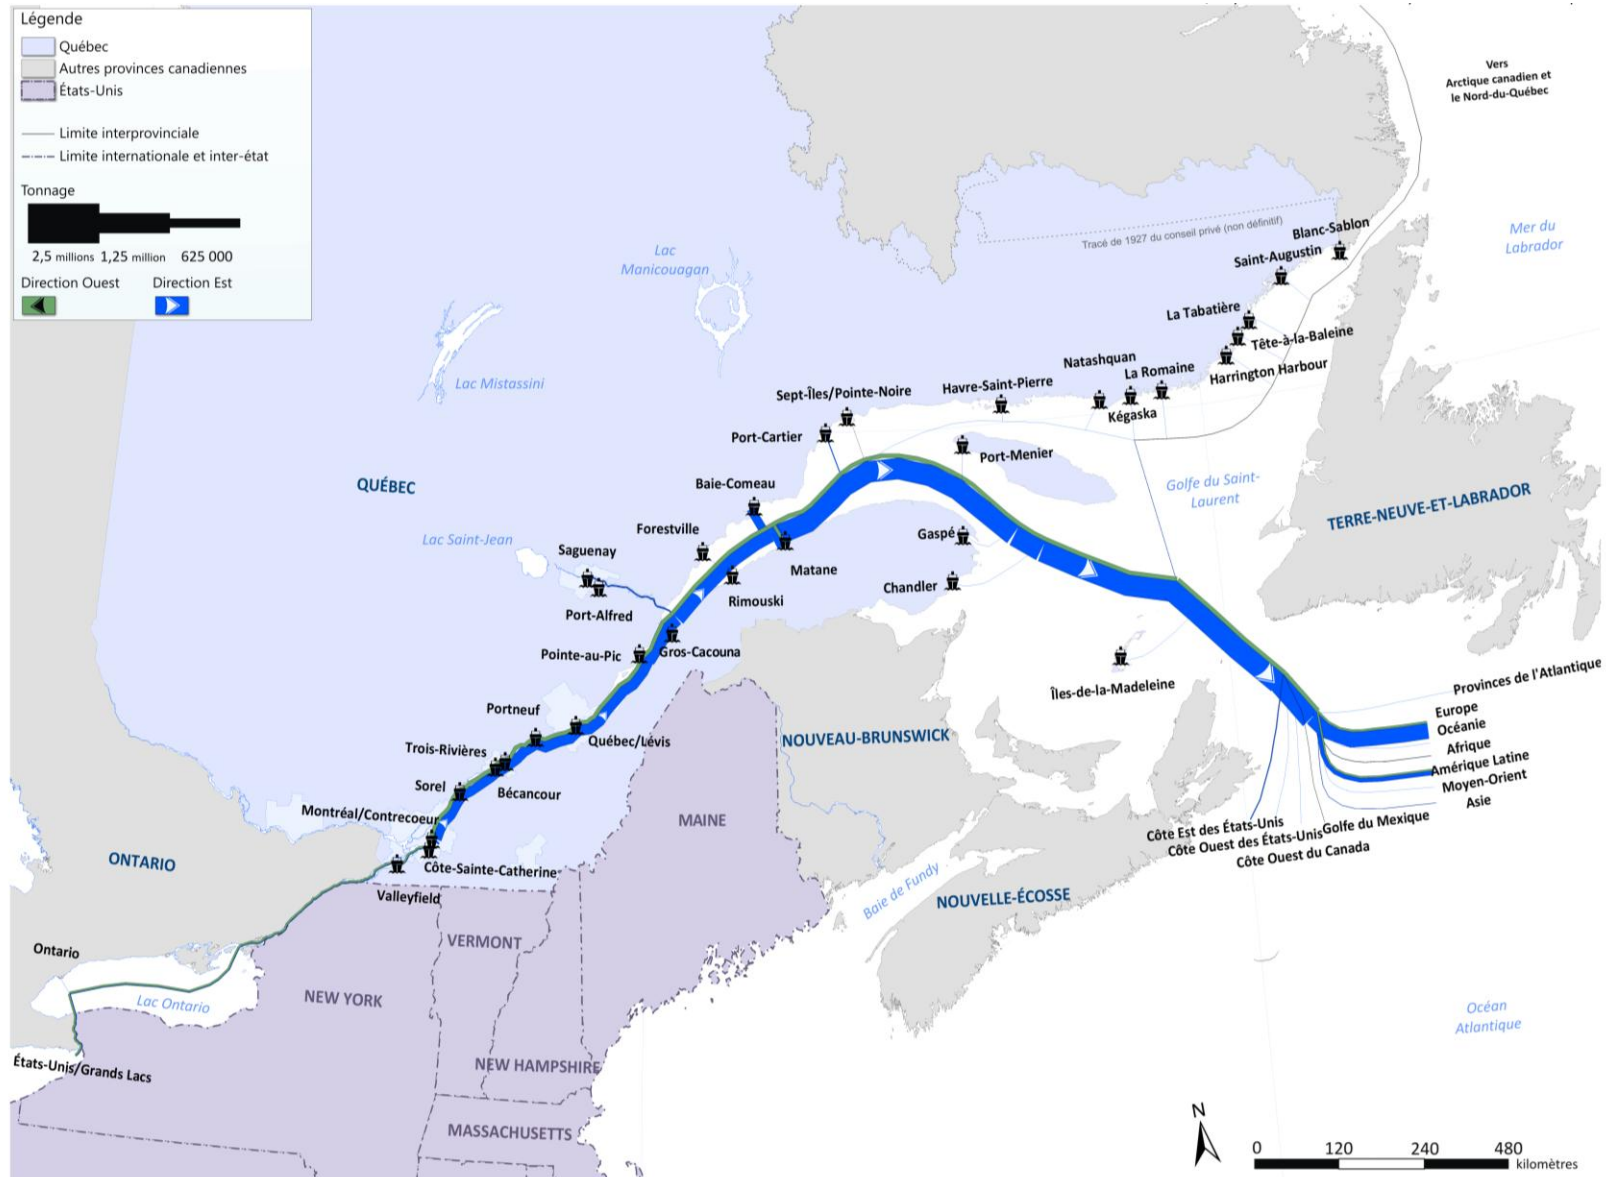 Légende
Québec
Autres provinces canadiennes
États-Unis
Limite interprovinciale
Limite internationale et inter-état
Tonnage
2,5 millions 1,25 million 625 000
Direction Ouest Direction Est
Vers
Arctique canadien et
le Nord-du-Québec
Mer du
Labrador
Blanc-Sablon
Tracé de 1927 du conseil privé (non définitif)
Saint-Augustin
Lac
Manicouagan
La Tabatière
Tête-à-la-Baleine
Harrington Harbour
Natashquan
La Romaine
Kégaska
Lac Mistassini
Havre-Saint-Pierre
Sept-Îles/Pointe-Noire
Port-Cartier
Port-Menier
Baie-Comeau
QUÉBEC
Golfe du Saint-
Laurent
TERRE-NEUVE-ET-LABRADOR
Forestville
Gaspé
Lac Saint-Jean
Saguenay
Matane
Chandler
Rimouski
Port-Alfred
Pointe-au-Pic
Gros-Cacouna
Îles-de-la-Madeleine
Provinces de l'Atlantique
Europe
Océanie
Afrique
Amérique Latine
Moyen-Orient
Asie
Portneuf
Québec/Lévis
NOUVEAU-BRUNSWICK
Trois-Rivières
Sorel
Bécancour
Montréal/Contrecoeur
MAINE
Côte Est des États-Unis
Golfe du Mexique
Côte Ouest des États-Unis
Côte Ouest du Canada
ONTARIO
Côte-Sainte-Catherine
Valleyfield
Baie de Fundy
NOUVELLE-ÉCOSSE
Ontario
VERMONT
NEW YORK
Lac Ontario
Océan
Atlantique
États-Unis/Grands Lacs
NEW HAMPSHIRE
MASSACHUSETTS
N
0 120 240 480
kilomètres